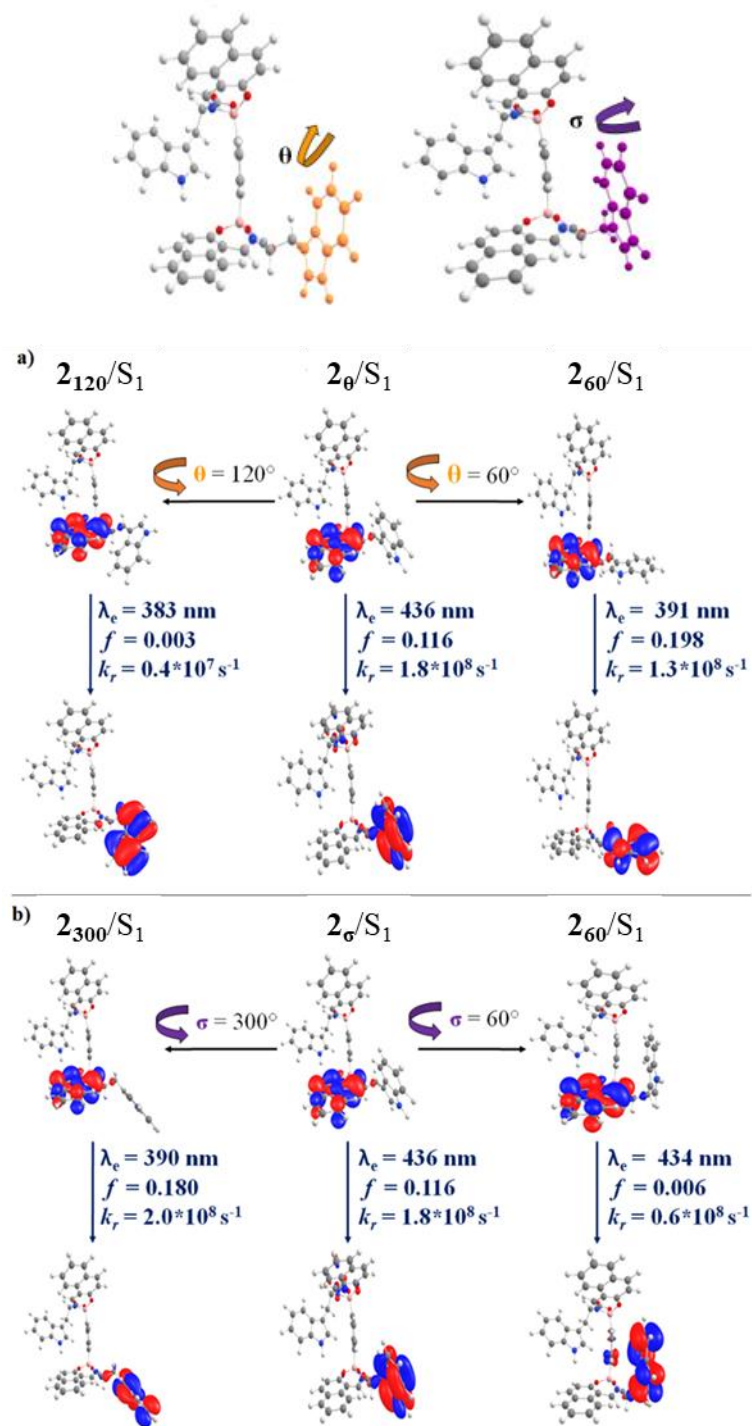 θ
σ
a)
2₁₂₀/S₁ 2_θ/S₁ 2₆₀/S₁
θ = 120° θ = 60°
λₑ = 383 nm λₑ = 436 nm λₑ = 391 nm
f = 0.003 f = 0.116 f = 0.198
kᵣ = 0.4*10⁷ s⁻¹ kᵣ = 1.8*10⁸ s⁻¹ kᵣ = 1.3*10⁸ s⁻¹
b)
2₃₀₀/S₁ 2_σ/S₁ 2₆₀/S₁
σ = 300° σ = 60°
λₑ = 390 nm λₑ = 436 nm λₑ = 434 nm
f = 0.180 f = 0.116 f = 0.006
kᵣ = 2.0*10⁸ s⁻¹ kᵣ = 1.8*10⁸ s⁻¹ kᵣ = 0.6*10⁸ s⁻¹